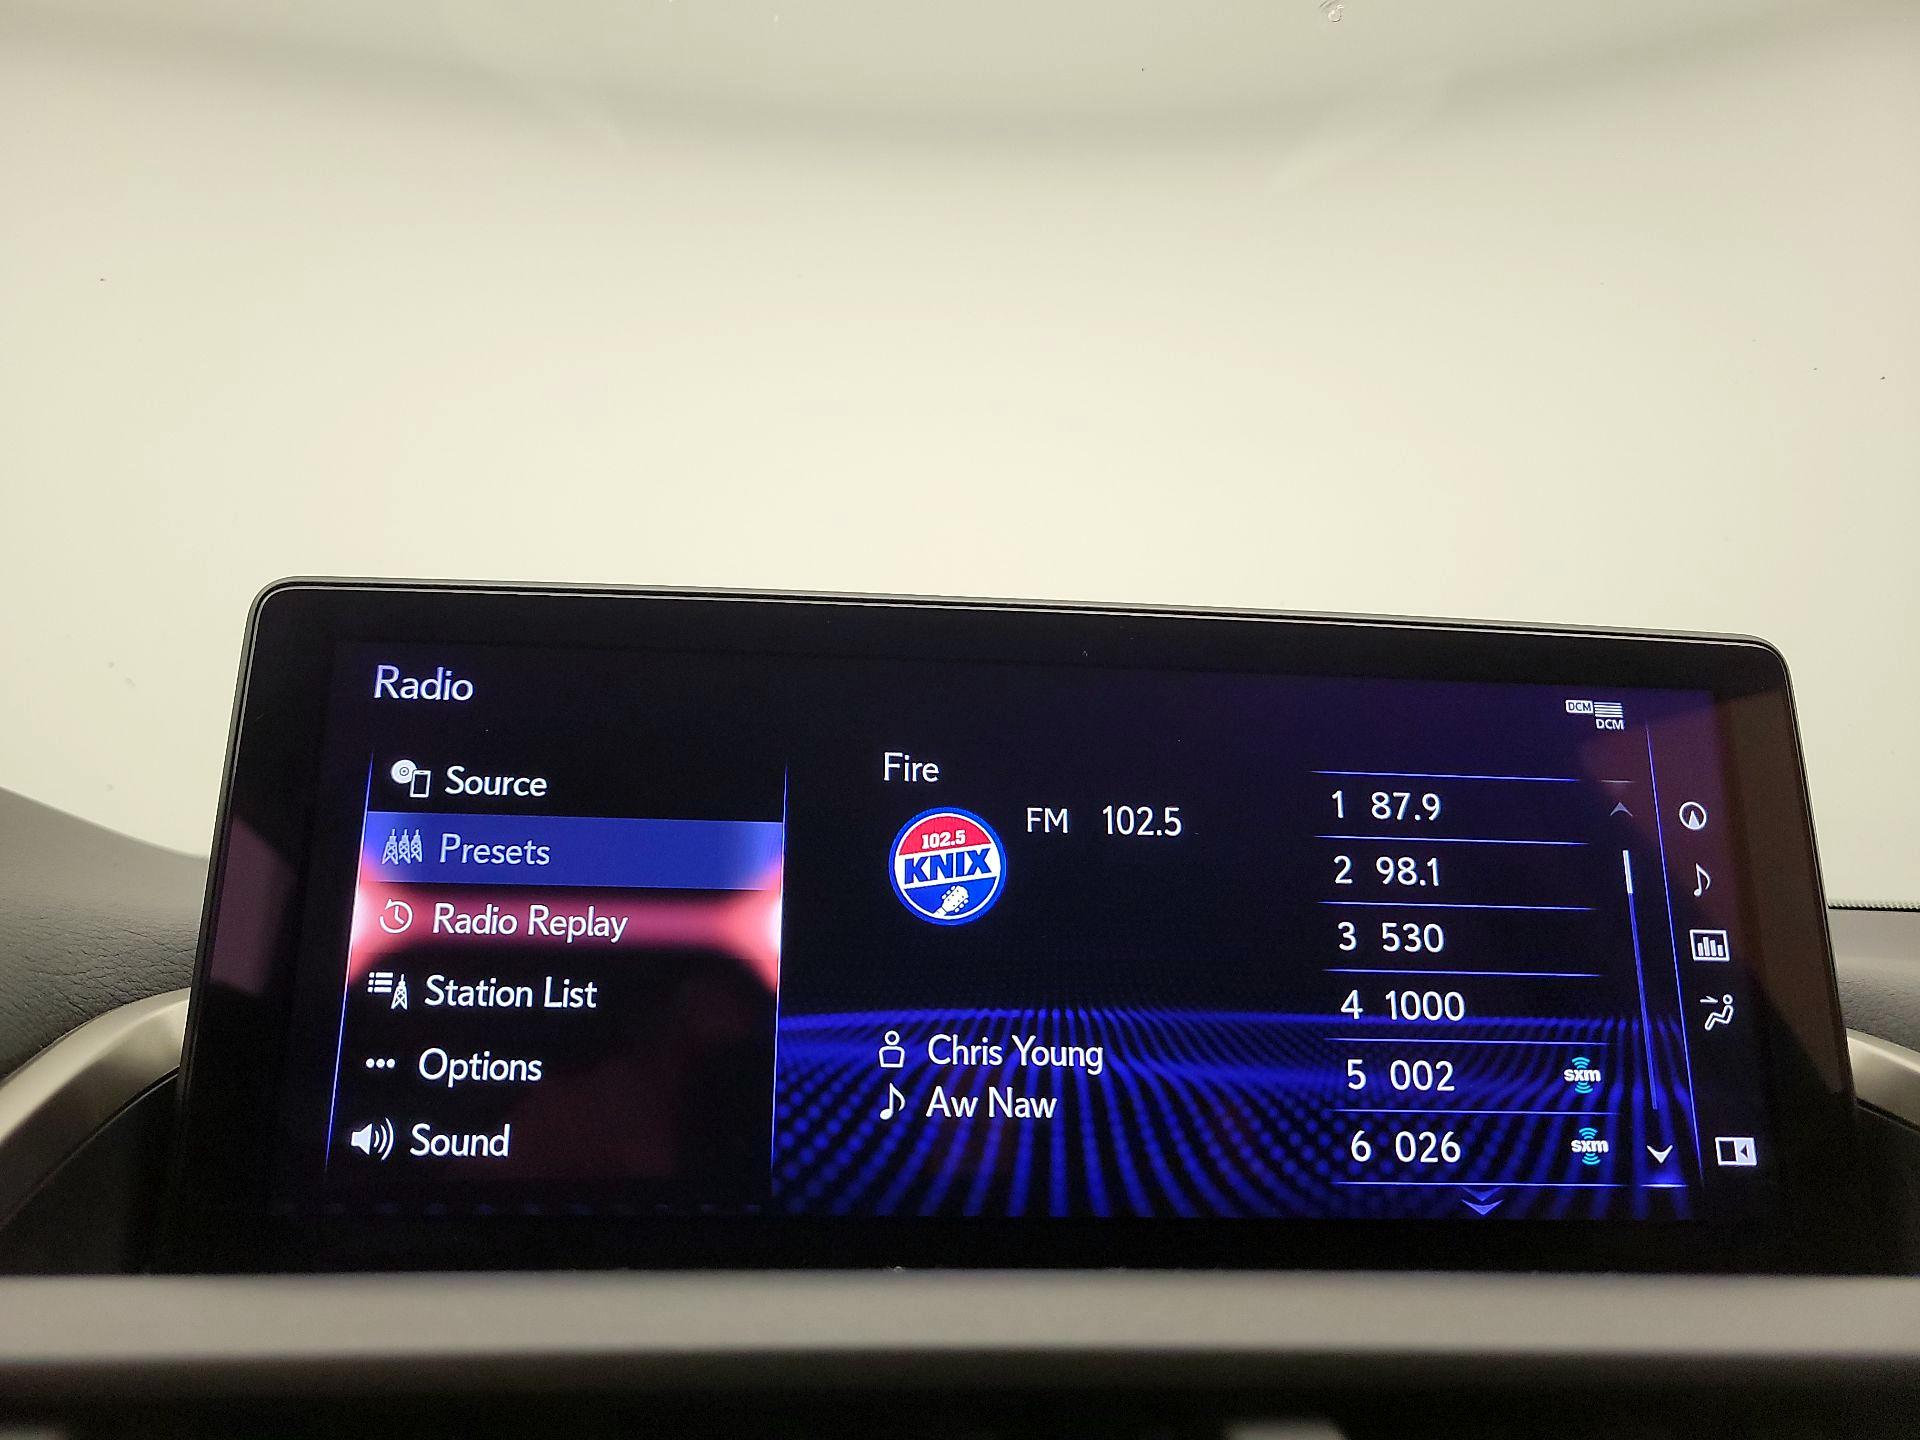 Radio
DCM
DCM
Source
Presets
Radio Replay
Station List
Options
Sound
Fire
102.5
KNIX
FM 102.5
Chris Young
Aw Naw
1 87.9
2 98.1
3 530
4 1000
5 002 sxm
6 026 sxm